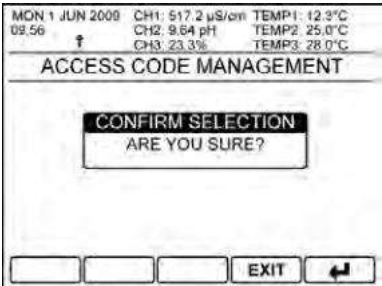 MON 1 JUN 2009 CH1: 517.2 µS/cm TEMP1: 12.3°C
09:56 CH2: 9.64 pH TEMP2: 25.0°C
CH3: 23.3% TEMP3: 28.0°C
ACCESS CODE MANAGEMENT
CONFIRM SELECTION
ARE YOU SURE?
EXIT